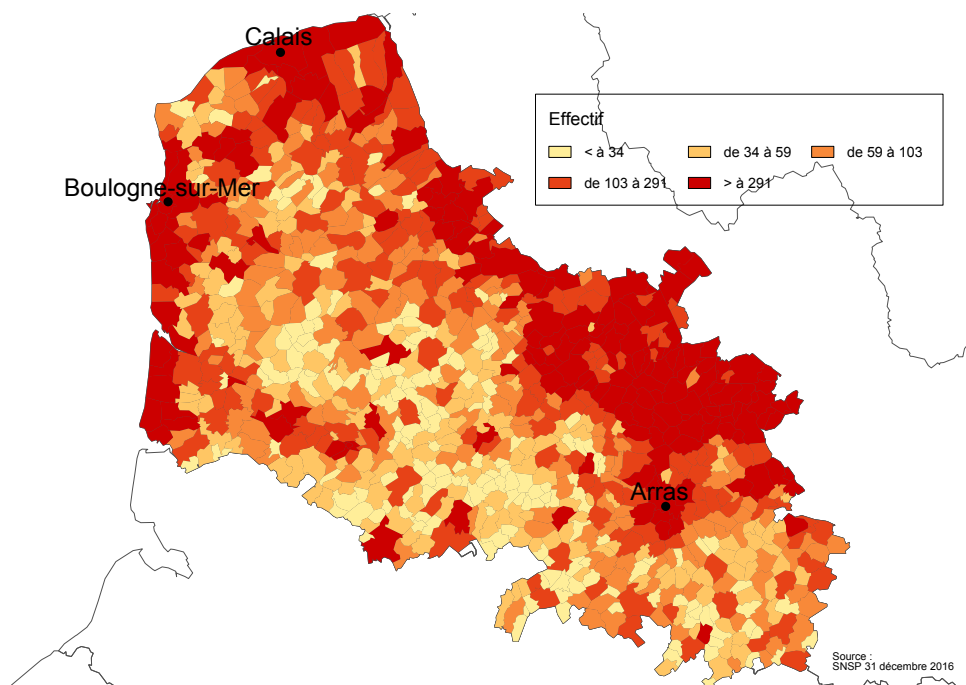 Calais
Effectif
< à 34
de 34 à 59
de 59 à 103
de 103 à 291
> à 291
Boulogne-sur-Mer
Arras
Source :
SNSP 31 décembre 2016